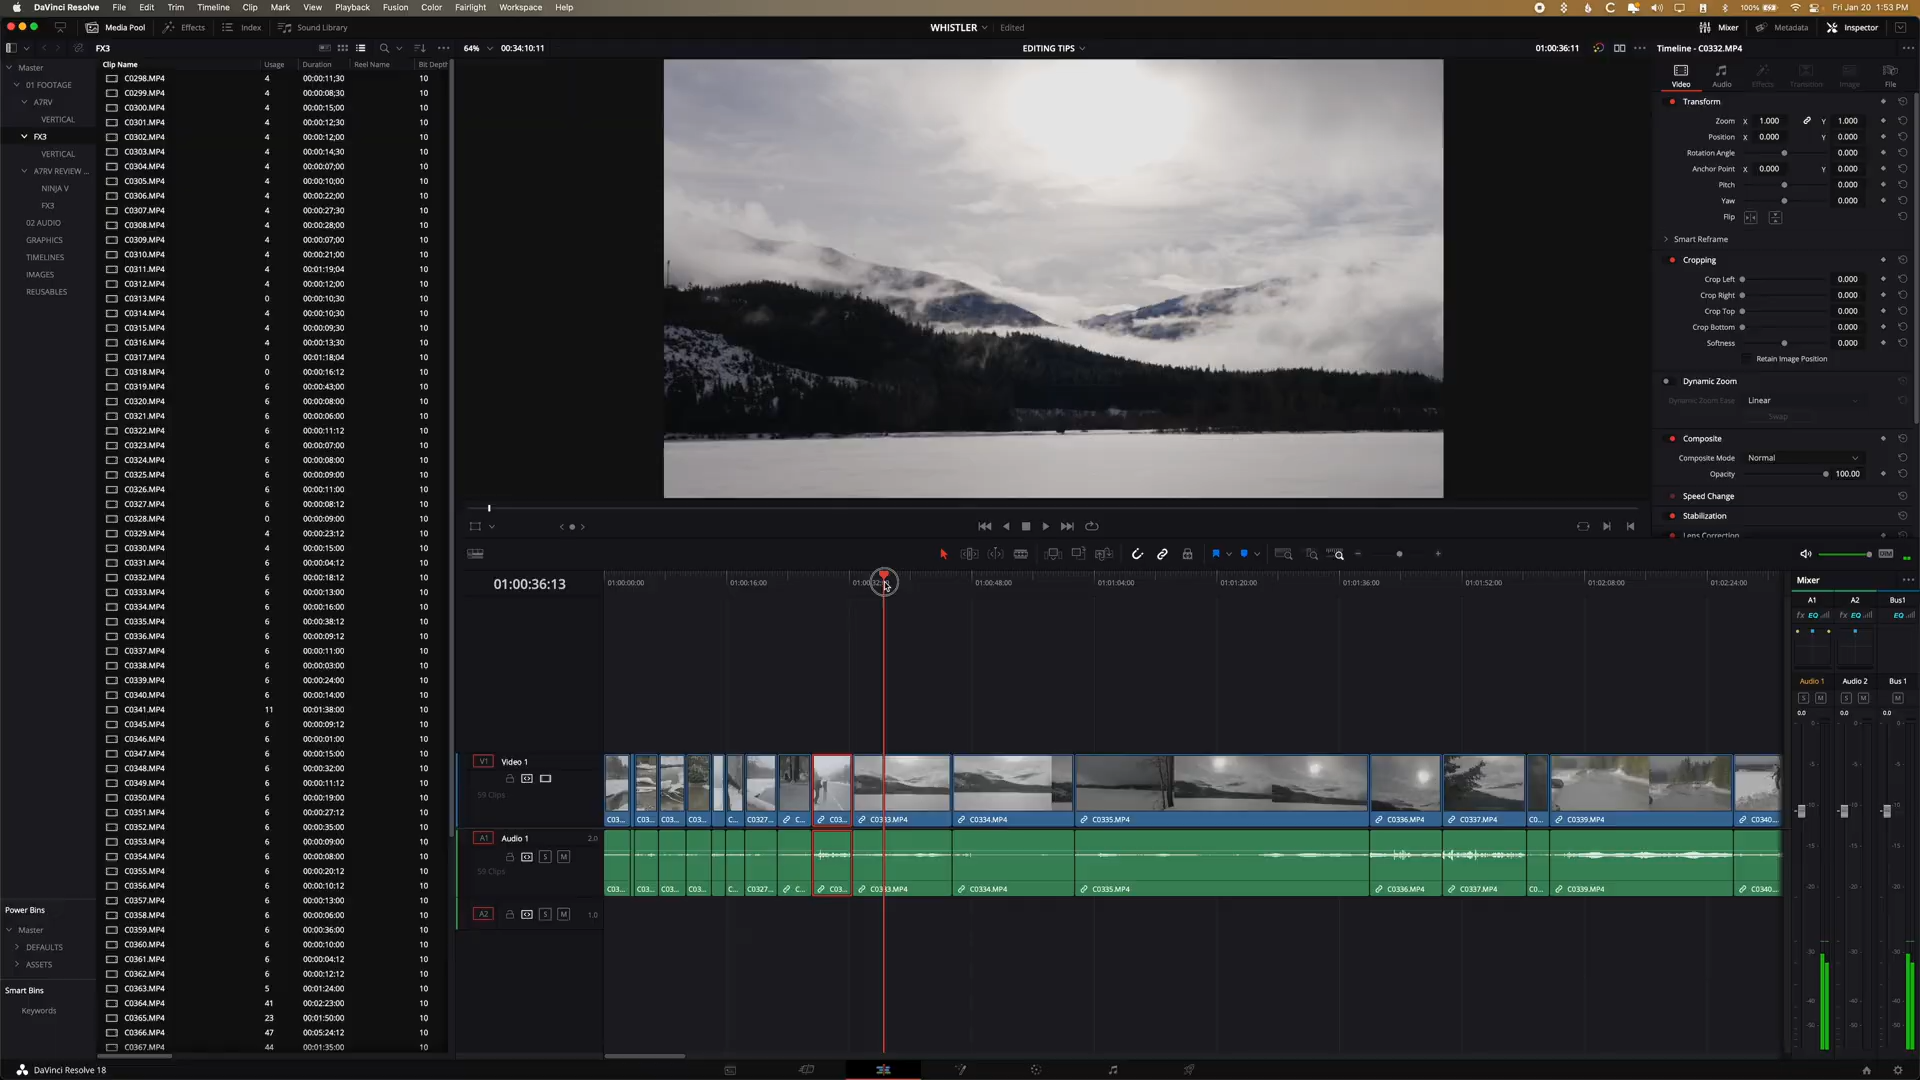 DaVinci Resolve File Edit Trim Timeline Clip Mark View Playback Fusion Color Fairlight Workspace Help 100% Fri Jan 20 1:53 PM
Media Pool Effects Index Sound Library WHISTLER Edited Mixer Metadata Inspector
FX3 64% 00:34:10:11 EDITING TIPS 01:00:36:11 Timeline - C0332.MP4
Master
01 FOOTAGE
A7RV
VERTICAL
FX3
VERTICAL
A7RV REVIEW ...
NINJA V
FX3
02 AUDIO
GRAPHICS
TIMELINES
IMAGES
REUSABLES
Power Bins
Master
DEFAULTS
ASSETS
Smart Bins
Keywords
Clip Name Usage Duration Reel Name Bit Depth
C0298.MP4 4 00:00:11;30 10
C0299.MP4 4 00:00:08;30 10
C0300.MP4 4 00:00:15;00 10
C0301.MP4 4 00:00:12;30 10
C0302.MP4 4 00:00:12;00 10
C0303.MP4 4 00:00:14;30 10
C0304.MP4 4 00:00:07;00 10
C0305.MP4 4 00:00:10;00 10
C0306.MP4 4 00:00:22;00 10
C0307.MP4 4 00:00:27;30 10
C0308.MP4 4 00:00:28;00 10
C0309.MP4 4 00:00:07;00 10
C0310.MP4 4 00:00:21;00 10
C0311.MP4 4 00:01:19;04 10
C0312.MP4 4 00:00:12;00 10
C0313.MP4 0 00:00:10;30 10
C0314.MP4 4 00:00:10;30 10
C0315.MP4 4 00:00:09;30 10
C0316.MP4 4 00:00:13;30 10
C0317.MP4 0 00:01:18;04 10
C0318.MP4 0 00:00:16:12 10
C0319.MP4 6 00:00:43:00 10
C0320.MP4 6 00:00:08:00 10
C0321.MP4 6 00:00:06:00 10
C0322.MP4 6 00:00:11:12 10
C0323.MP4 6 00:00:07:00 10
C0324.MP4 6 00:00:08:00 10
C0325.MP4 6 00:00:09:00 10
C0326.MP4 6 00:00:11:00 10
C0327.MP4 6 00:00:08:12 10
C0328.MP4 0 00:00:09:00 10
C0329.MP4 6 00:00:23:12 10
C0330.MP4 6 00:00:15:00 10
C0331.MP4 6 00:00:04:12 10
C0332.MP4 6 00:00:18:12 10
C0333.MP4 6 00:00:13:00 10
C0334.MP4 6 00:00:16:00 10
C0335.MP4 6 00:00:38:12 10
C0336.MP4 6 00:00:09:12 10
C0337.MP4 6 00:00:11:00 10
C0338.MP4 6 00:00:03:00 10
C0339.MP4 6 00:00:24:00 10
C0340.MP4 6 00:00:14:00 10
C0341.MP4 11 00:01:38:00 10
C0345.MP4 6 00:00:09:12 10
C0346.MP4 6 00:00:01:00 10
C0347.MP4 6 00:00:15:00 10
C0348.MP4 6 00:00:32:00 10
C0349.MP4 6 00:00:11:12 10
C0350.MP4 6 00:00:19:00 10
C0351.MP4 6 00:00:27:12 10
C0352.MP4 6 00:00:35:00 10
C0353.MP4 6 00:00:09:00 10
C0354.MP4 6 00:00:08:00 10
C0355.MP4 6 00:00:20:12 10
C0356.MP4 6 00:00:10:12 10
C0357.MP4 6 00:00:13:00 10
C0358.MP4 6 00:00:06:00 10
C0359.MP4 6 00:00:36:00 10
C0360.MP4 6 00:00:10:00 10
C0361.MP4 6 00:00:04:12 10
C0362.MP4 6 00:00:12:12 10
C0363.MP4 5 00:01:24:00 10
C0364.MP4 41 00:02:23:00 10
C0365.MP4 23 00:01:50:00 10
C0366.MP4 47 00:05:24:12 10
C0367.MP4 44 00:01:35:00 10
Video Audio Effects Transition Image File
Transform
Zoom X 1.000 Y 1.000
Position X 0.000 Y 0.000
Rotation Angle 0.000
Anchor Point X 0.000 Y 0.000
Pitch 0.000
Yaw 0.000
Flip
Smart Reframe
Cropping
Crop Left 0.000
Crop Right 0.000
Crop Top 0.000
Crop Bottom 0.000
Softness 0.000
Retain Image Position
Dynamic Zoom
Dynamic Zoom Ease Linear
Swap
Composite
Composite Mode Normal
Opacity 100.00
Speed Change
Stabilization
Lens Correction
DIM
01:00:36:13 01:00:00:00 01:00:16:00 01:00:48:00 01:01:04:00 01:01:20:00 01:01:36:00 01:01:52:00 01:02:08:00 01:02:24:00
V1 Video 1
59 Clips
C03... C03... C03... C03... C... C... C0327... C... C03... C0333.MP4 C0334.MP4 C0335.MP4 C0336.MP4 C0337.MP4 C0... C0339.MP4 C0340...
A1 Audio 1 2.0
S M
59 Clips
C03... C03... C03... C03... C... C... C0327... C... C03... C0334.MP4 C0335.MP4 C0336.MP4 C0337.MP4 C0... C0339.MP4 C0340...
A2 S M 1.0
Mixer
A1 A2 Bus1
fx EQ fx EQ EQ
Audio 1 Audio 2 Bus 1
S M S M M
0.0 0.0 0.0
DaVinci Resolve 18